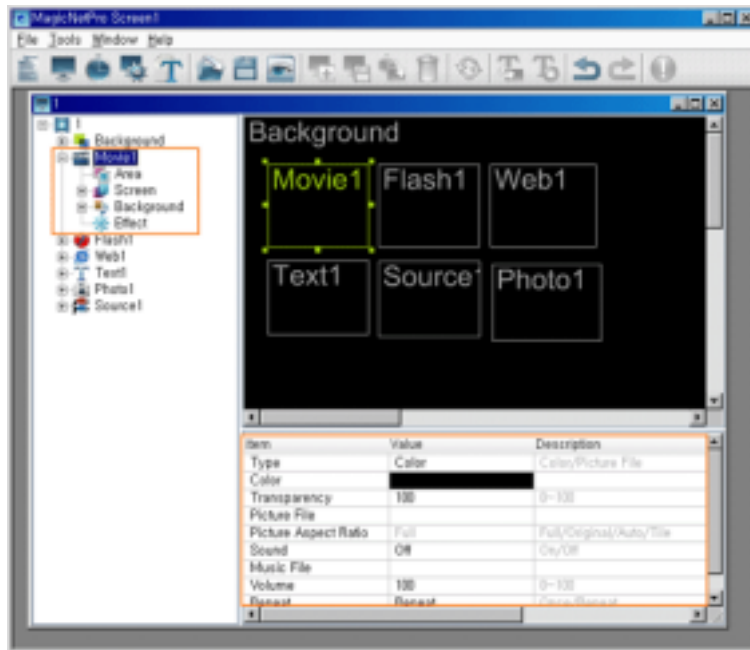 MagicNetPro Screen1
File Tools Window Help
1
1
Background
Movie1
Area
Screen
Background
Effect
Flash1
Web1
Text1
Photo1
Source1
Background
Movie1 Flash1 Web1
Text1 Source1 Photo1
Item Value Description
Type Color Color/Picture File
Color
Transparency 100 0~100
Picture File
Picture Aspect Ratio Full Full/Original/Auto/Tile
Sound Off On/Off
Music File
Volume 100 0~100
Repeat Repeat Once/Repeat